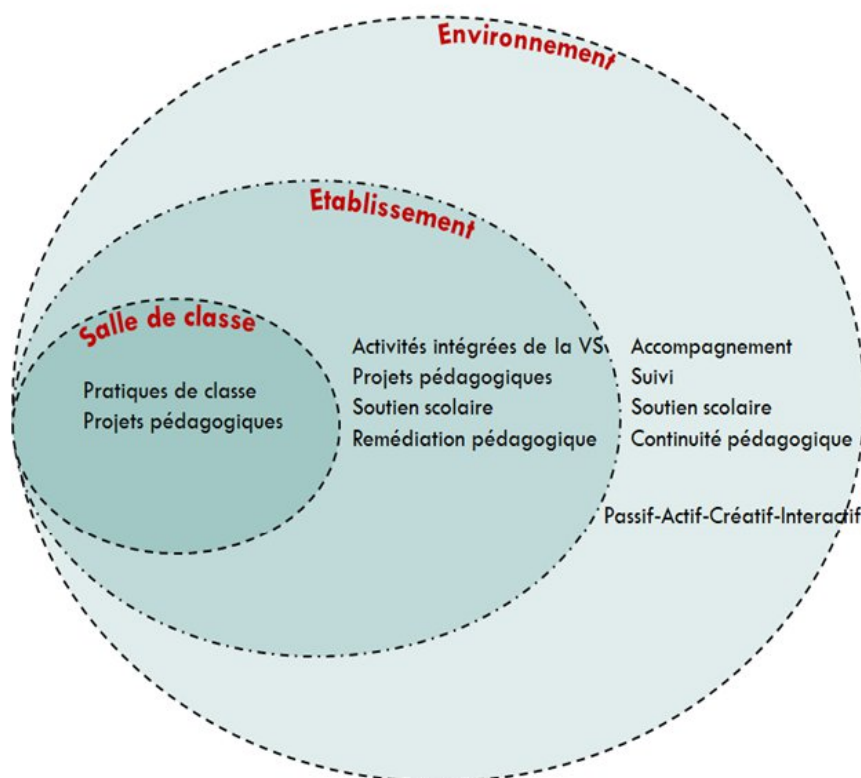 Environnement
Etablissement
Salle de classe
Pratiques de classe
Projets pédagogiques
Activités intégrées de la VS
Projets pédagogiques
Soutien scolaire
Remédiation pédagogique
Accompagnement
Suivi
Soutien scolaire
Continuité pédagogique
Passif-Actif-Créatif-Interactif